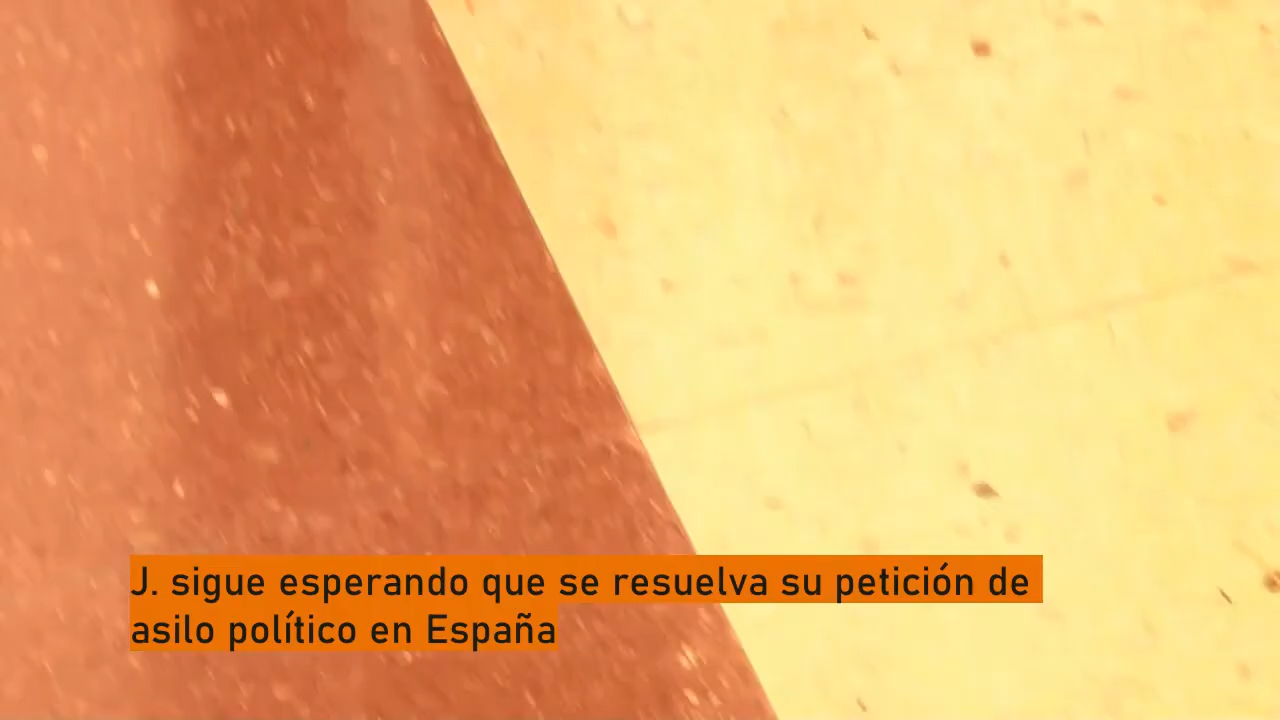 J. sigue esperando que se resuelva su petición de
asilo político en España